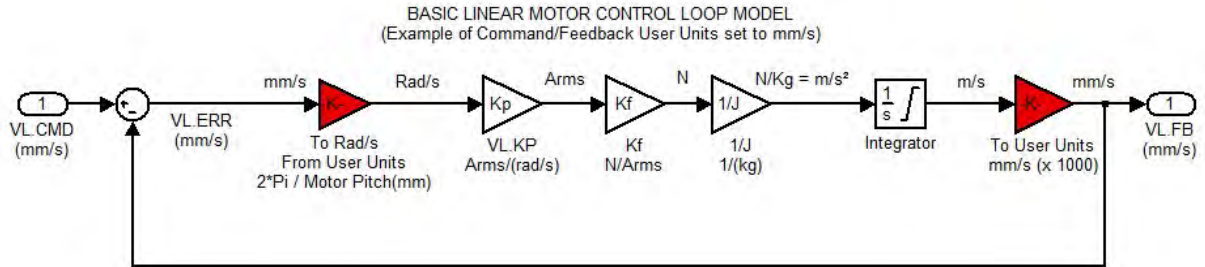 BASIC LINEAR MOTOR CONTROL LOOP MODEL
(Example of Command/Feedback User Units set to mm/s)
1
VL.CMD
(mm/s)
+
-
VL.ERR
(mm/s)
mm/s
To Rad/s
From User Units
2*Pi / Motor Pitch(mm)
Rad/s
Kp
VL.KP
Arms/(rad/s)
Arms
Kf
Kf
N/Arms
N
1/J
1/J
1/(kg)
N/Kg = m/s²
1
s
Integrator
m/s
To User Units
mm/s (x 1000)
mm/s
1
VL.FB
(mm/s)